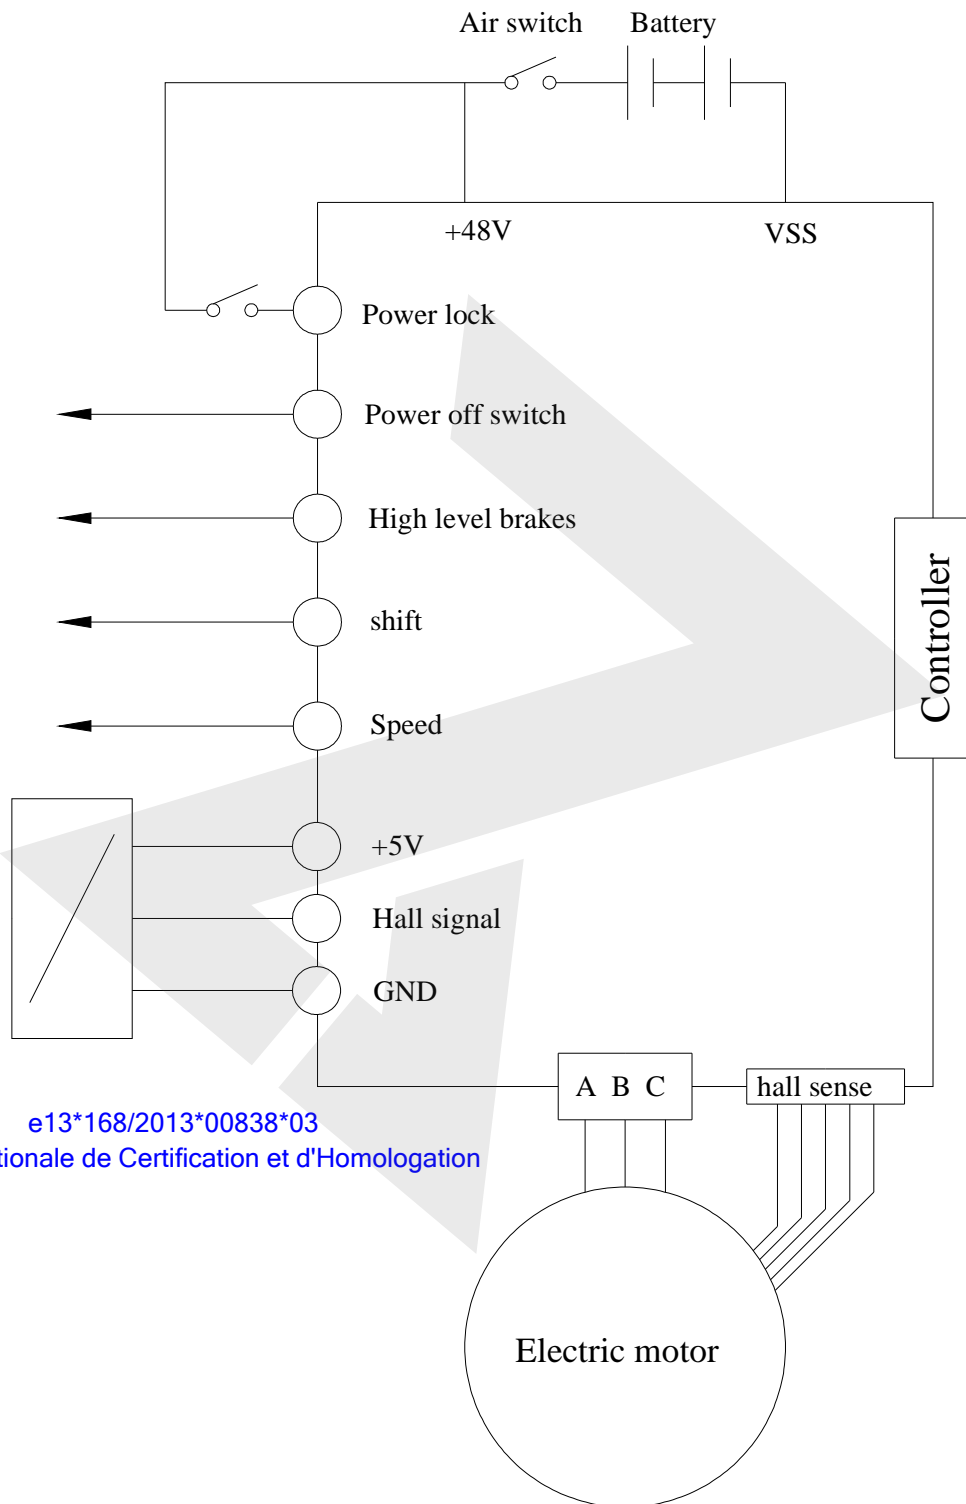 Air switch Battery
+48V VSS
Power lock
Power off switch
High level brakes
shift
Speed
Controller
+5V
Hall signal
GND
A B C hall sense
e13*168/2013*00838*03
tionale de Certification et d'Homologation
Electric motor